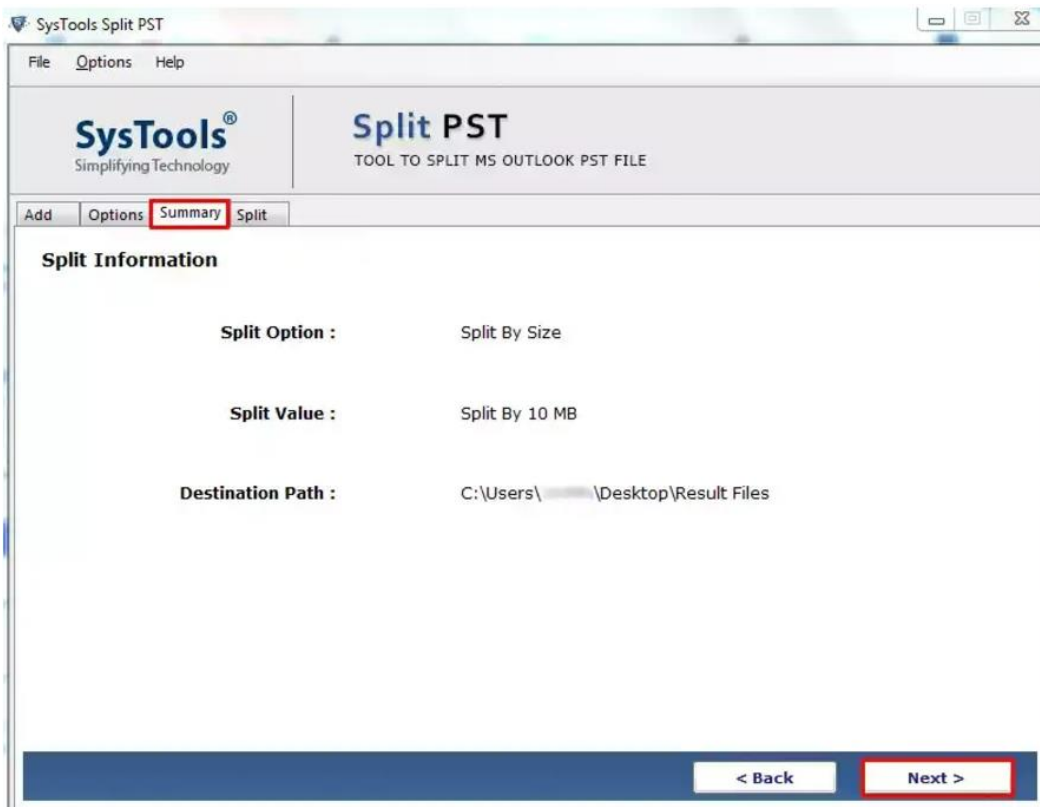 SysTools Split PST
File Options Help
SysTools®
Simplifying Technology
Split PST
TOOL TO SPLIT MS OUTLOOK PST FILE
Add Options Summary Split
Split Information
Split Option : Split By Size
Split Value : Split By 10 MB
Destination Path : C:\Users\ \Desktop\Result Files
< Back Next >